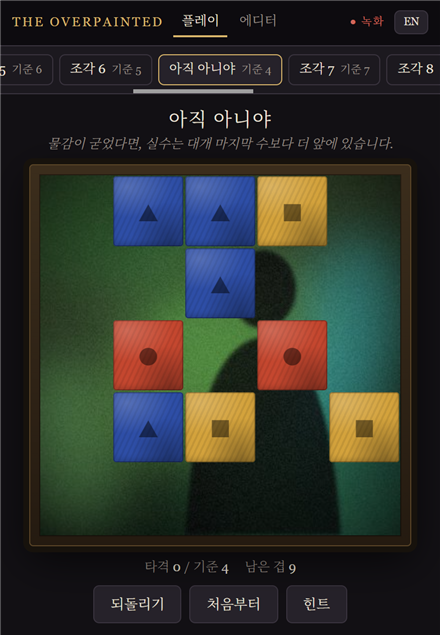 THE OVERPAINTED 플레이 에디터 ● 녹화 EN
5 기준 6 조각 6 기준 5 아직 아니야 기준 4 조각 7 기준 7 조각 8
아직 아니야
물감이 굳었다면, 실수는 대개 마지막 수보다 더 앞에 있습니다.
타격 0 / 기준 4 남은 겹 9
되돌리기 처음부터 힌트